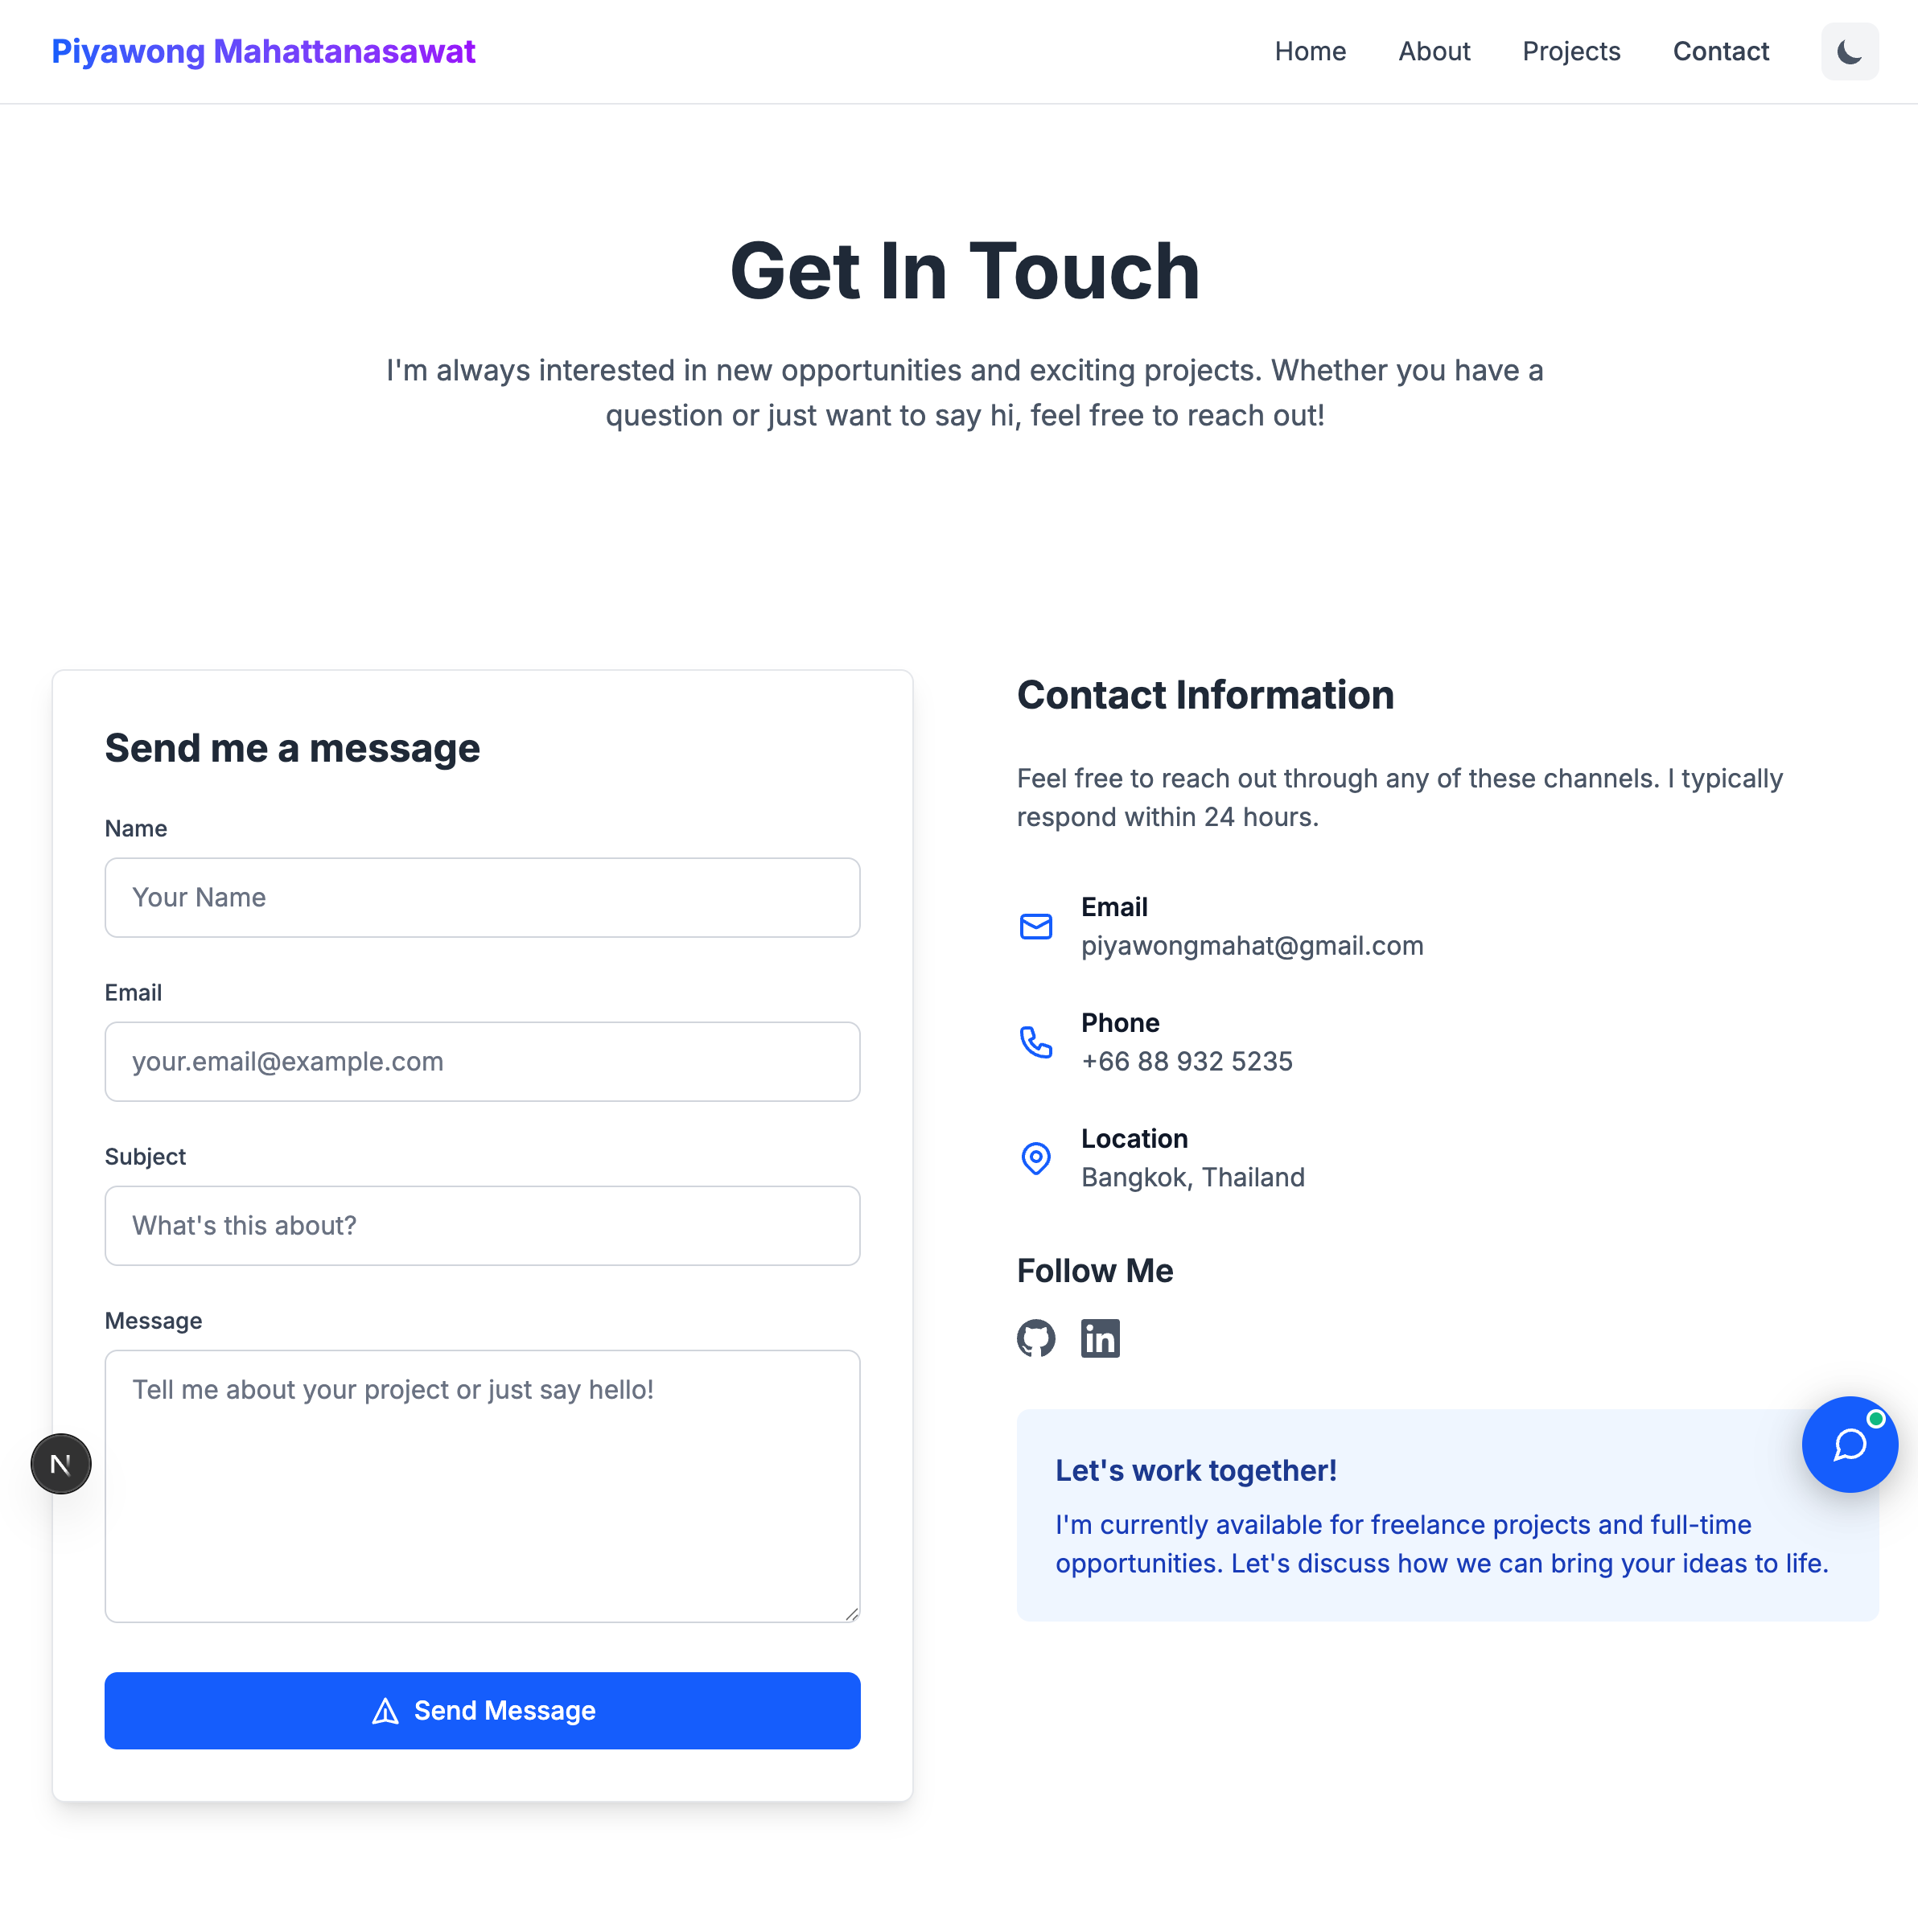 Piyawong Mahattanasawat
Home
About
Projects
Contact
Get In Touch
I'm always interested in new opportunities and exciting projects. Whether you have a
question or just want to say hi, feel free to reach out!
Send me a message
Name
Your Name
Email
your.email@example.com
Subject
What's this about?
Message
Tell me about your project or just say hello!
Send Message
Contact Information
Feel free to reach out through any of these channels. I typically
respond within 24 hours.
Email
piyawongmahat@gmail.com
Phone
+66 88 932 5235
Location
Bangkok, Thailand
Follow Me
in
Let's work together!
I'm currently available for freelance projects and full-time
opportunities. Let's discuss how we can bring your ideas to life.
N